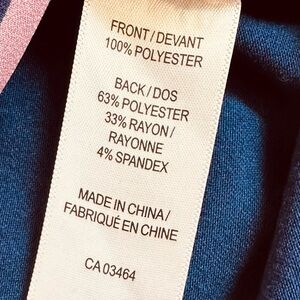 FRONT / DEVANT
100% POLYESTER
BACK / DOS
63% POLYESTER
33% RAYON /
RAYONNE
4% SPANDEX
MADE IN CHINA /
FABRIQUÉ EN CHINE
CA 03464